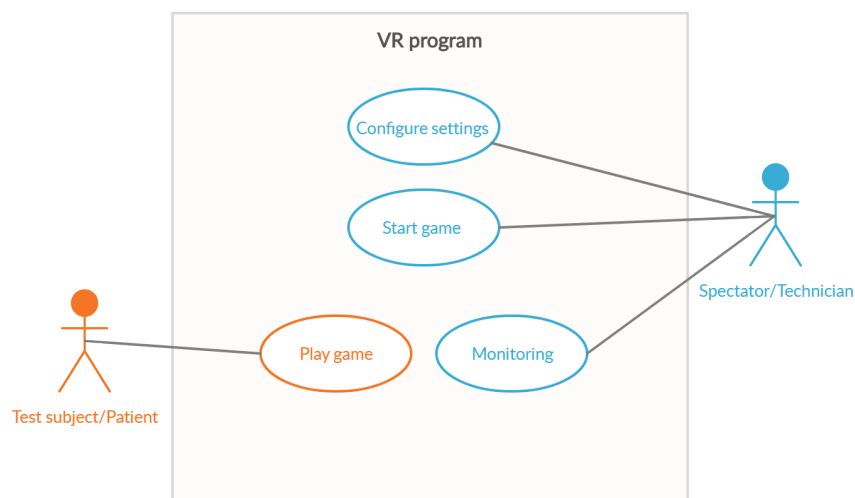 VR program
Configure settings
Start game
Spectator/Technician
Play game
Monitoring
Test subject/Patient